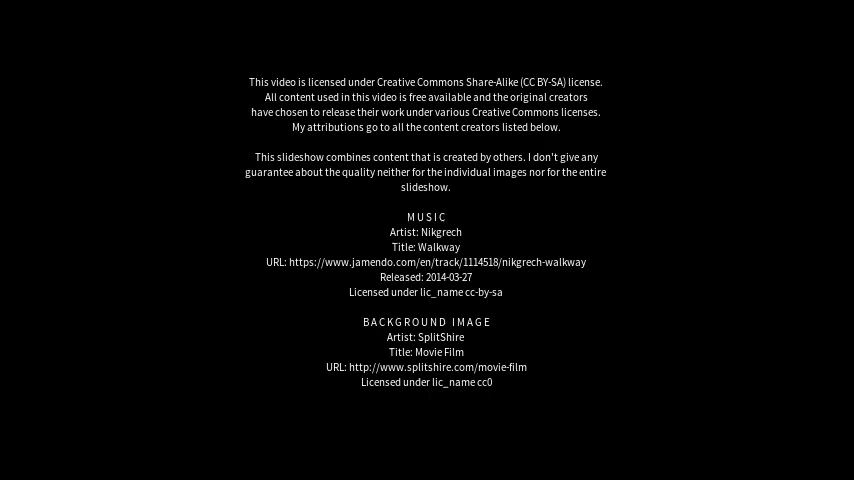 This video is licensed under Creative Commons Share-Alike (CC BY-SA) license.
All content used in this video is free available and the original creators
have chosen to release their work under various Creative Commons licenses.
My attributions go to all the content creators listed below.
This slideshow combines content that is created by others. I don't give any
guarantee about the quality neither for the individual images nor for the entire
slideshow.
MUSIC
Artist: Nikgrech
Title: Walkway
URL: https://www.jamendo.com/en/track/1114518/nikgrech-walkway
Released: 2014-03-27
Licensed under lic_name cc-by-sa
BACKGROUND IMAGE
Artist: SplitShire
Title: Movie Film
URL: http://www.splitshire.com/movie-film
Licensed under lic_name cc0